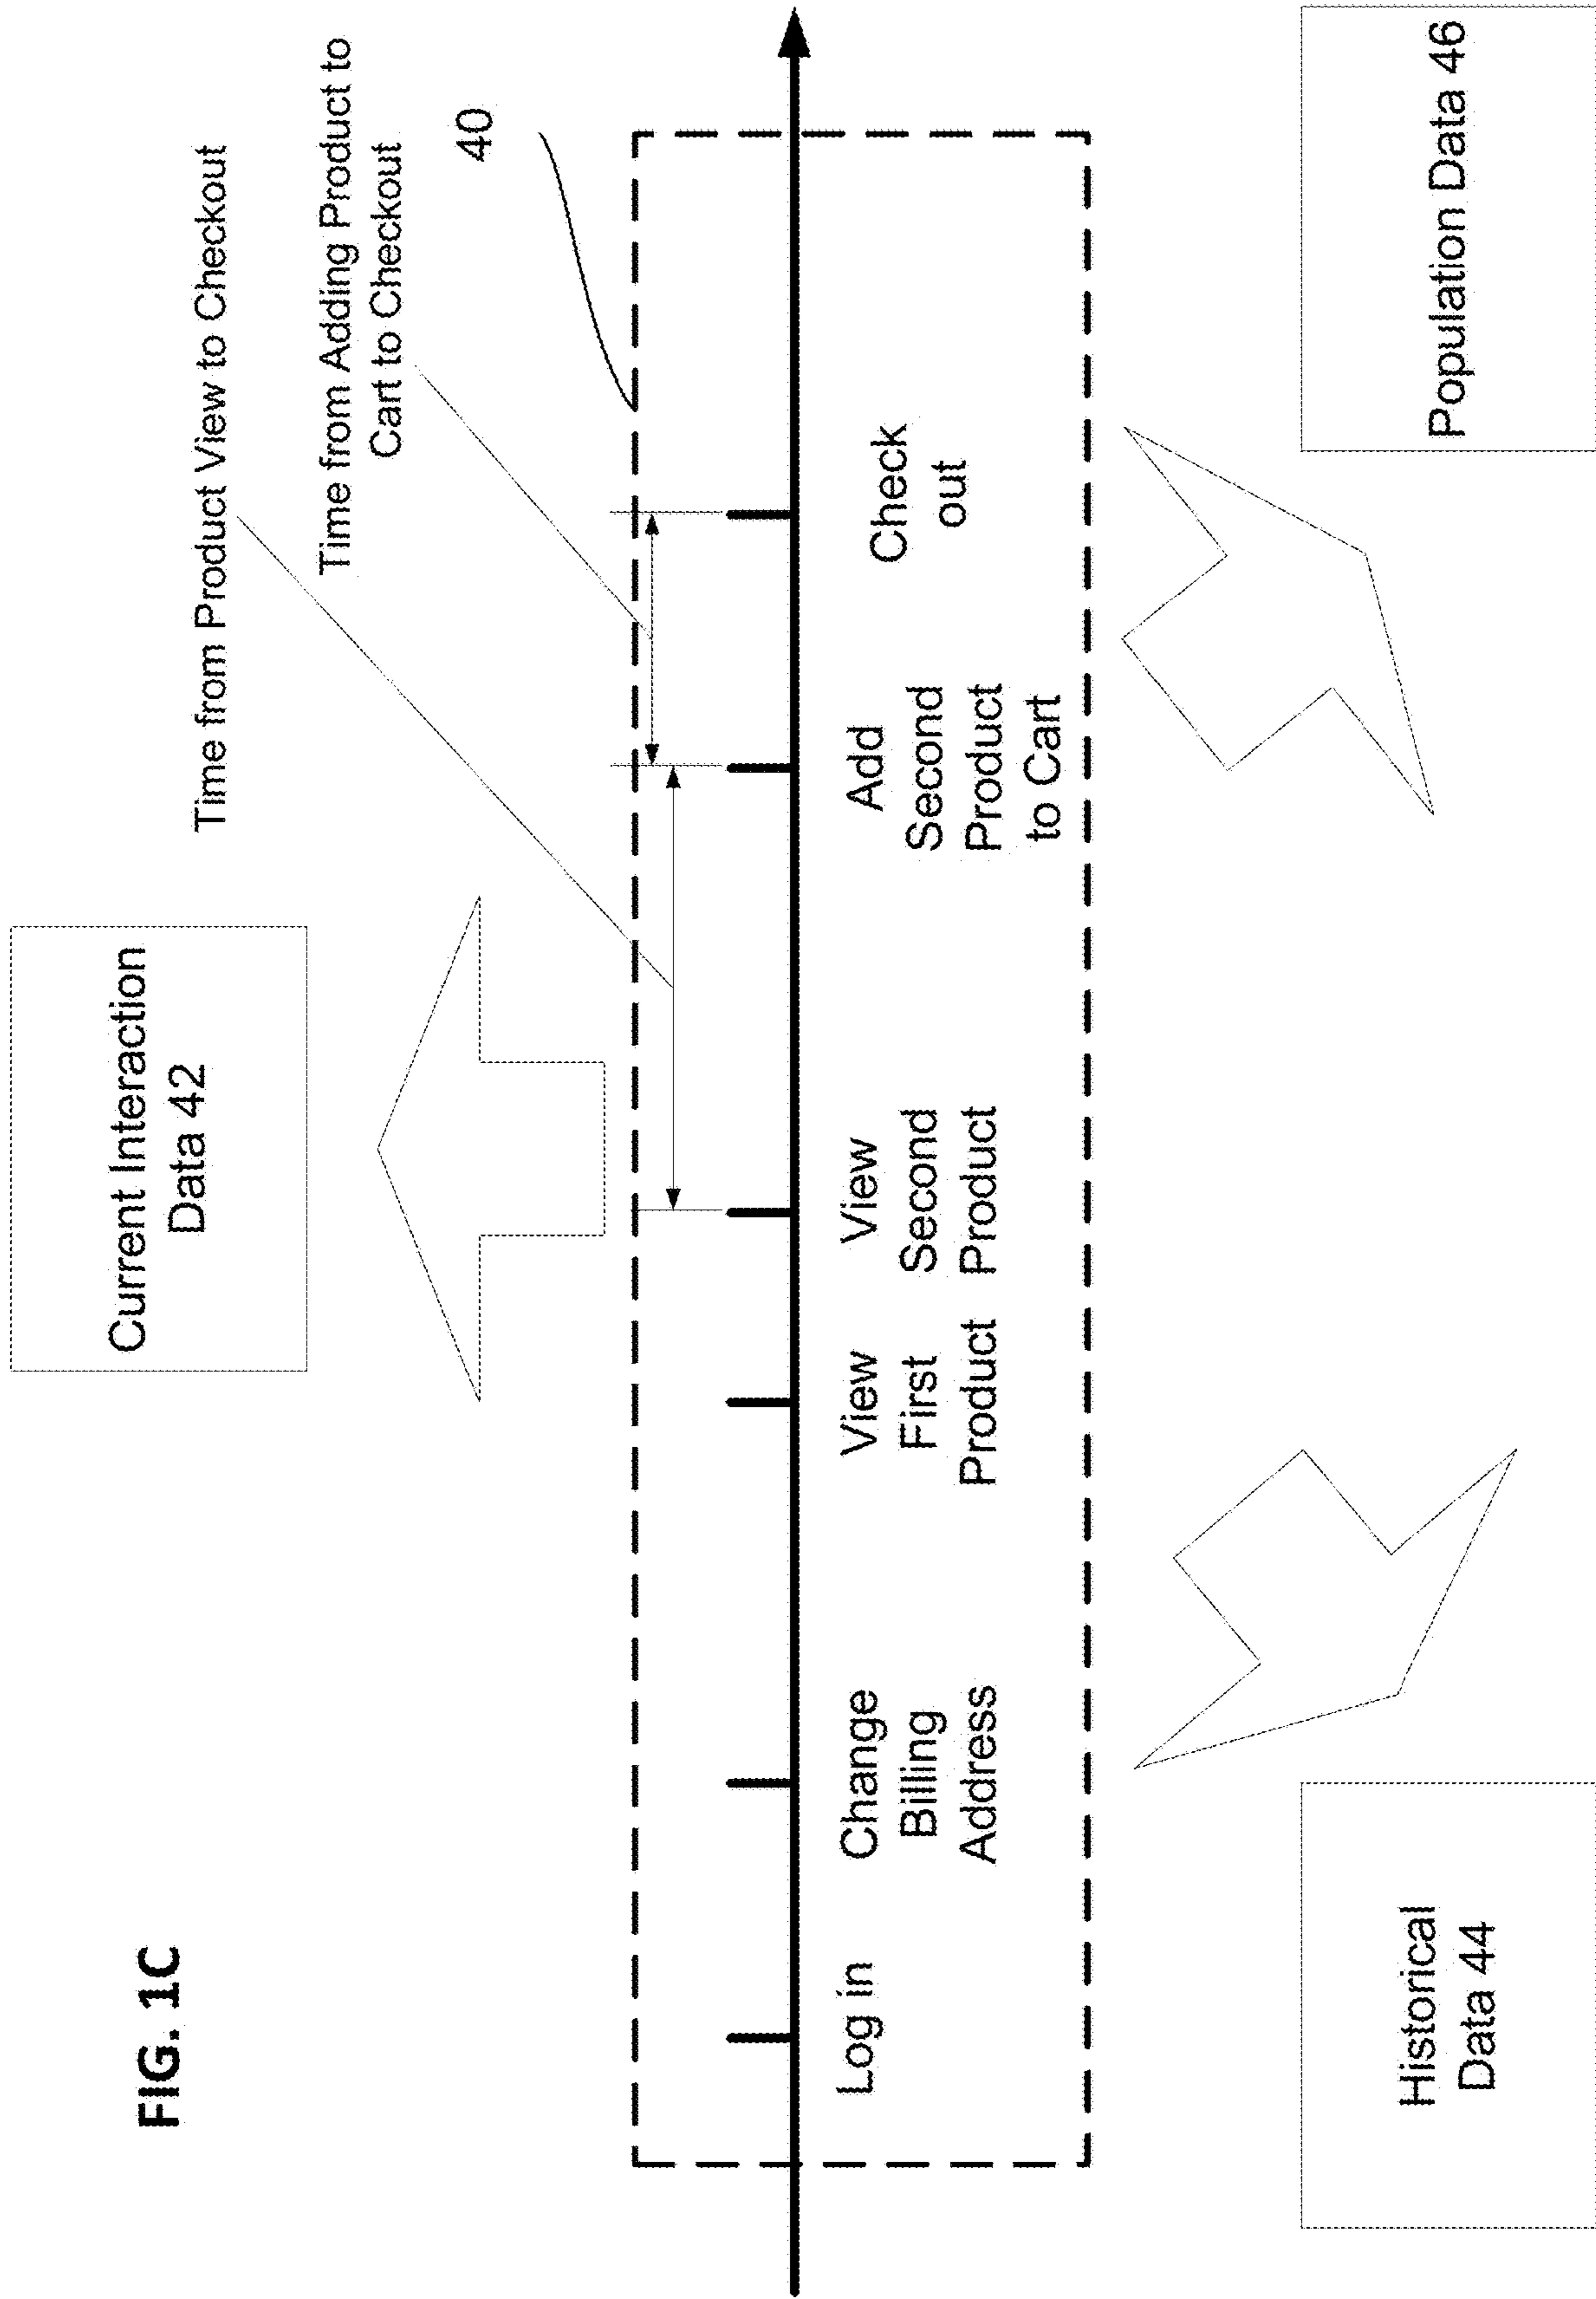 FIG. 1C
Current Interaction
Data 42
Time from Product View to Checkout
Time from Adding Product to
Cart to Checkout
40
Log in
Change
Billing
Address
View
First
Product
View
Second
Product
Add
Second
Product
to Cart
Check
out
Historical
Data 44
Population Data 46